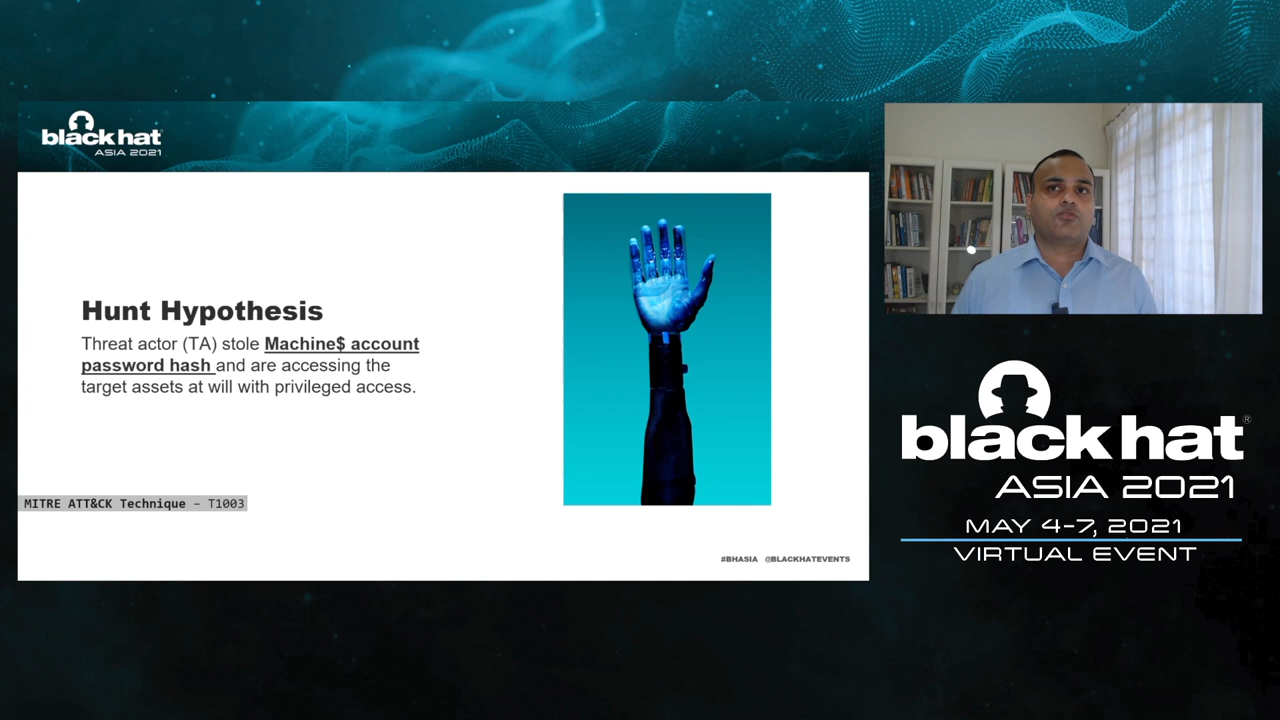 black hat
ASIA 2021
Hunt Hypothesis
Threat actor (TA) stole Machine$ account
password hash and are accessing the
target assets at will with privileged access.
MITRE ATT&CK Technique – T1003
#BHASIA @BLACKHATEVENTS
black hat®
ASIA 2021
MAY 4-7, 2021
VIRTUAL EVENT